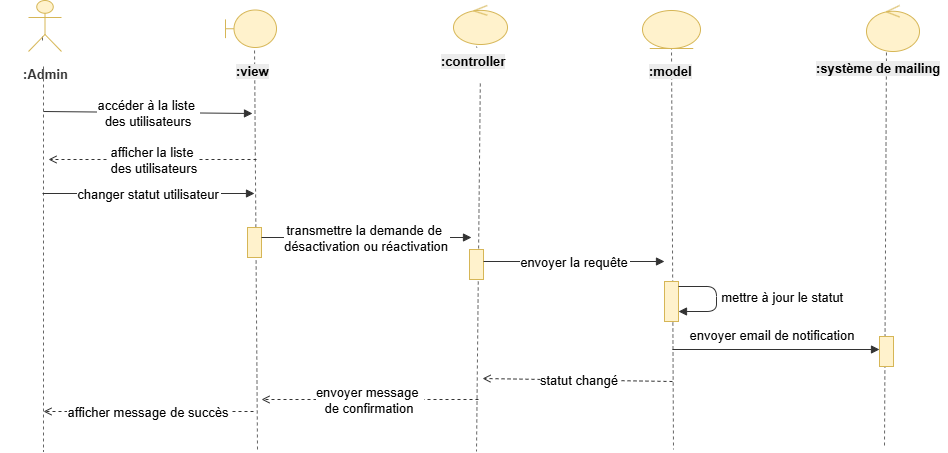 :Admin
:view
:controller
:model
:système de mailing
accéder à la liste
des utilisateurs
afficher la liste
des utilisateurs
changer statut utilisateur
transmettre la demande de
désactivation ou réactivation
envoyer la requête
mettre à jour le statut
envoyer email de notification
statut changé
envoyer message
de confirmation
afficher message de succès